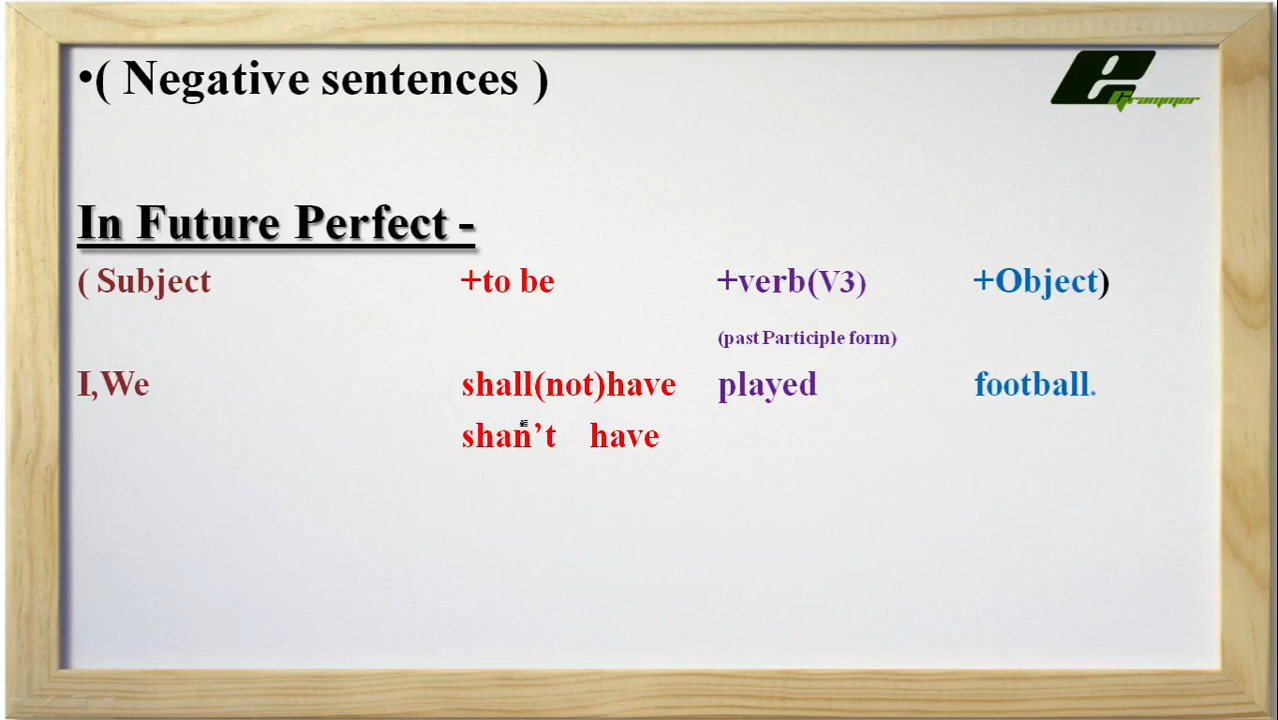 •( Negative sentences )
e Grammer
In Future Perfect -
( Subject +to be +verb(V3) +Object)
(past Participle form)
I,We shall(not)have played football.
shan’t have